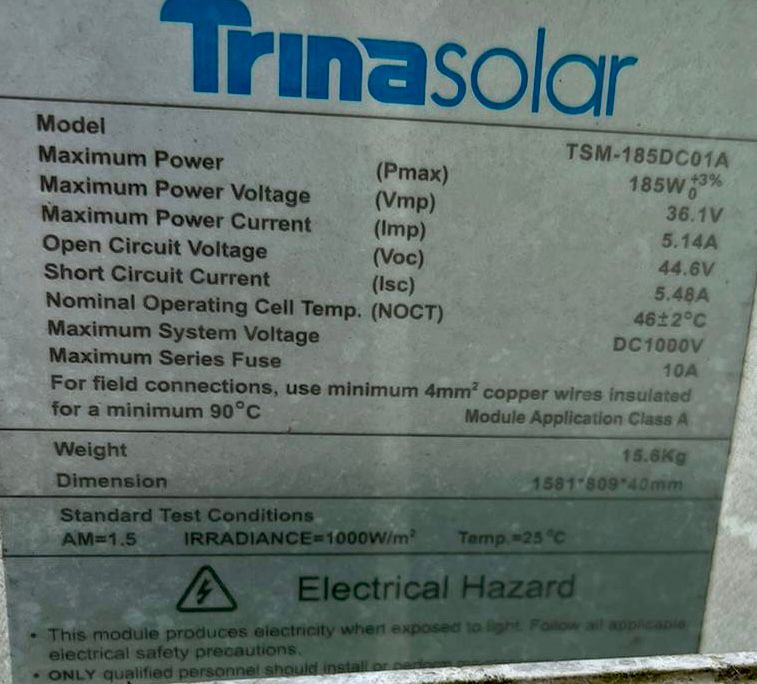 Trinasolar
Model TSM-185DC01A
Maximum Power (Pmax) 185W +3% 0
Maximum Power Voltage (Vmp) 36.1V
Maximum Power Current (Imp) 5.14A
Open Circuit Voltage (Voc) 44.6V
Short Circuit Current (Isc) 5.48A
Nominal Operating Cell Temp. (NOCT) 46±2°C
Maximum System Voltage DC1000V
Maximum Series Fuse 10A
For field connections, use minimum 4mm² copper wires insulated
for a minimum 90°C Module Application Class A
Weight 15.6Kg
Dimension 1581*809*40mm
Standard Test Conditions
AM=1.5 IRRADIANCE=1000W/m² Temp.=25°C
Electrical Hazard
• This module produces electricity when exposed to light. Follow all applicable
electrical safety precautions.
• ONLY qualified personnel should install or perform